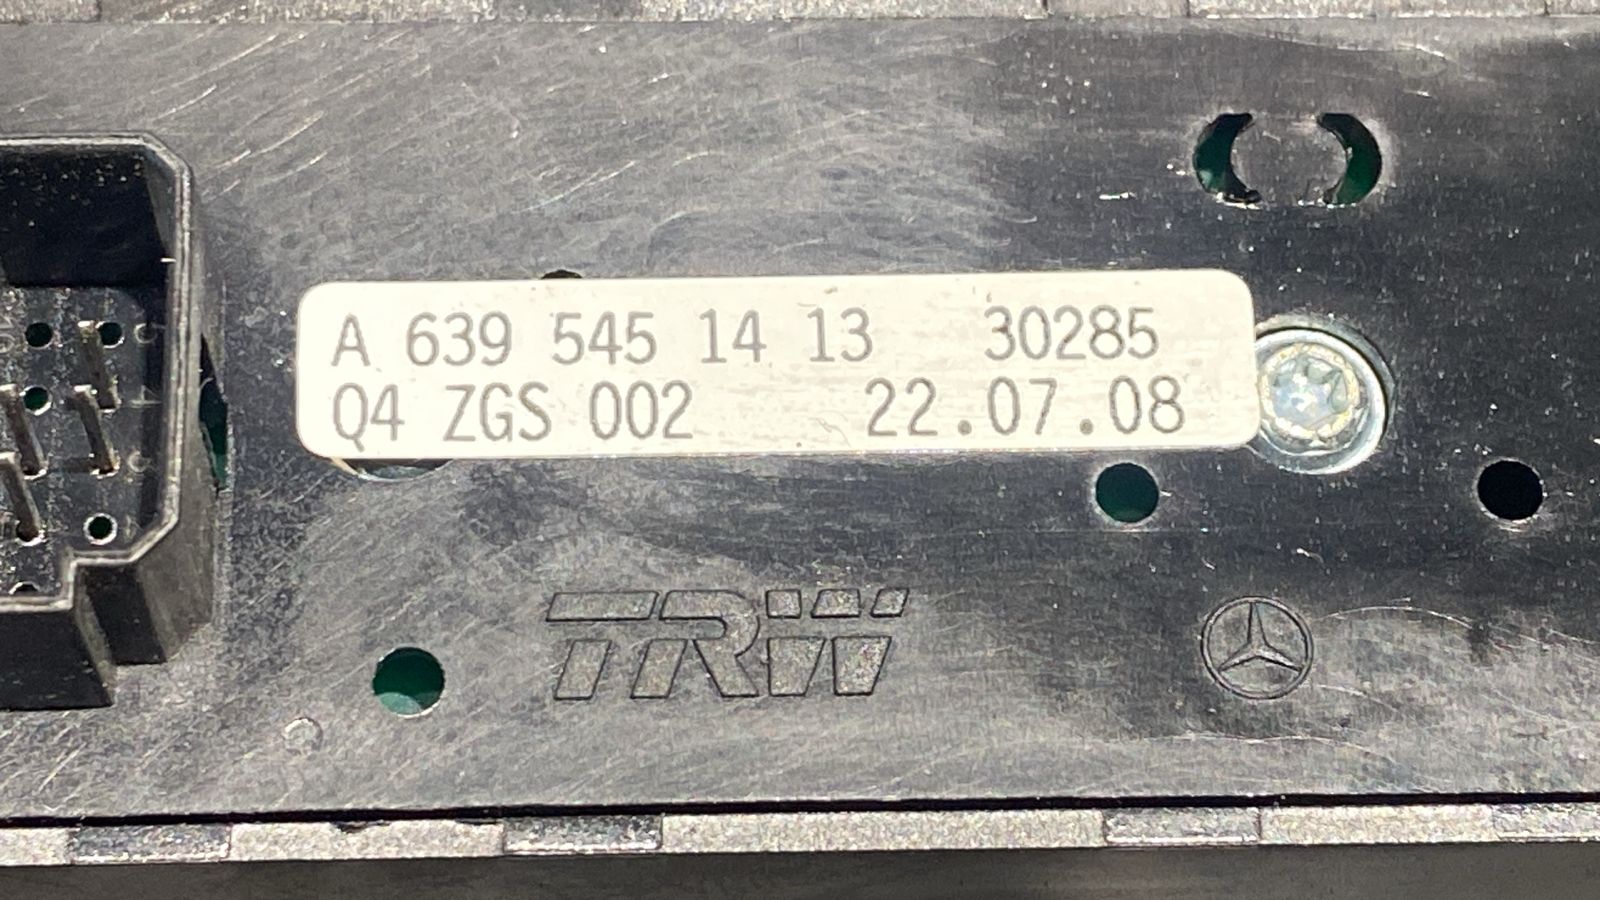 A 639 545 14 13 30285
Q4 ZGS 002 22.07.08
TRW